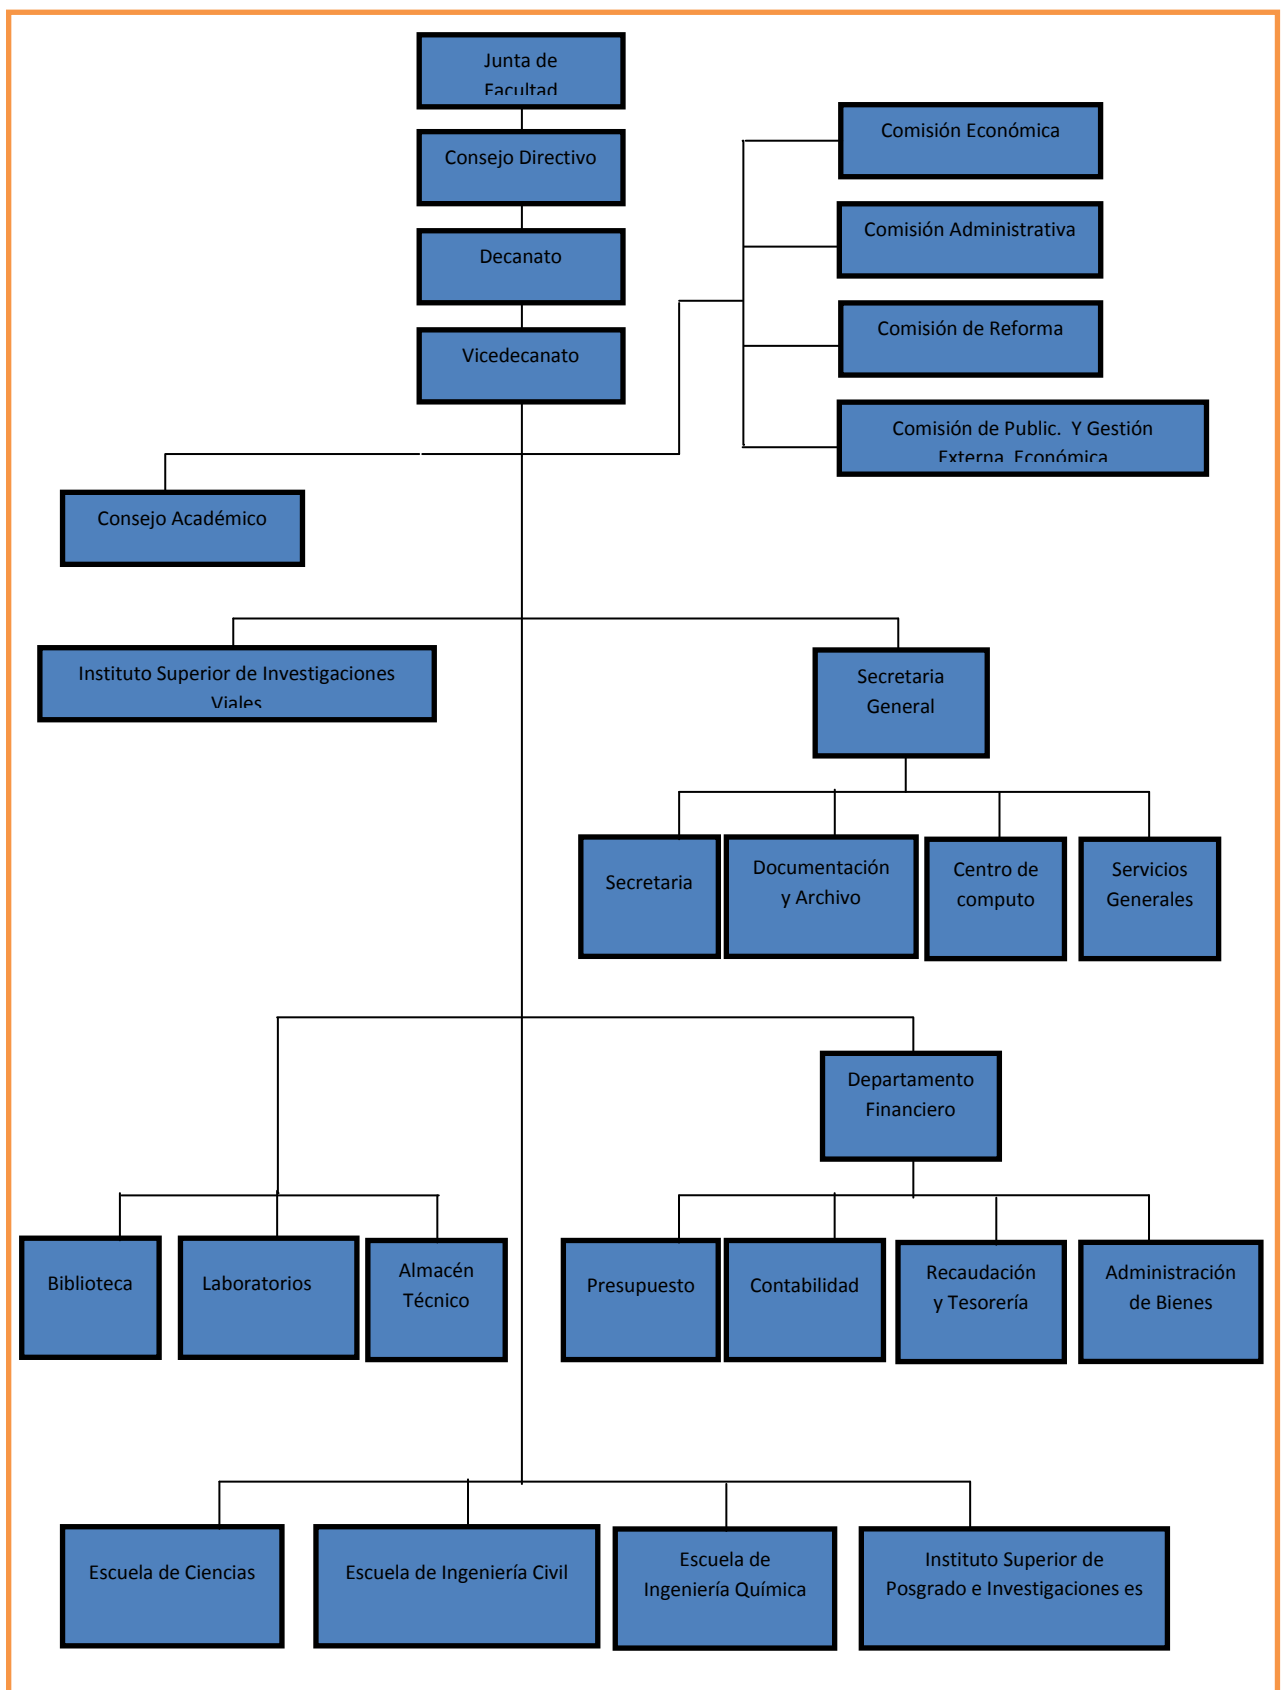 Junta de
Facultad
Consejo Directivo
Decanato
Vicedecanato
Comisión Económica
Comisión Administrativa
Comisión de Reforma
Comisión de Public. Y Gestión
Externa Económica
Consejo Académico
Instituto Superior de Investigaciones
Viales
Secretaria
General
Secretaria
Documentación
y Archivo
Centro de
computo
Servicios
Generales
Departamento
Financiero
Biblioteca
Laboratorios
Almacén
Técnico
Presupuesto
Contabilidad
Recaudación
y Tesorería
Administración
de Bienes
Escuela de Ciencias
Escuela de Ingeniería Civil
Escuela de
Ingeniería Química
Instituto Superior de
Posgrado e Investigaciones es